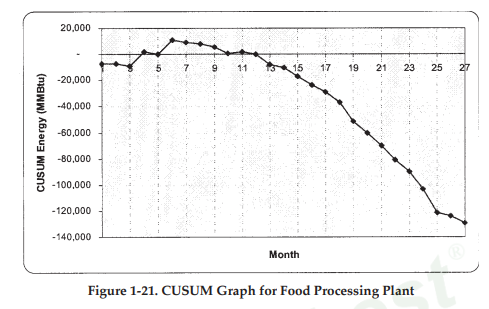 20,000
-
-20,000
-40,000
-60,000
-80,000
-100,000
-120,000
-140,000
CUSUM Energy (MMBtu)
1 3 5 7 9 11 13 15 17 19 21 23 25 27
Month
Figure 1-21. CUSUM Graph for Food Processing Plant
st®